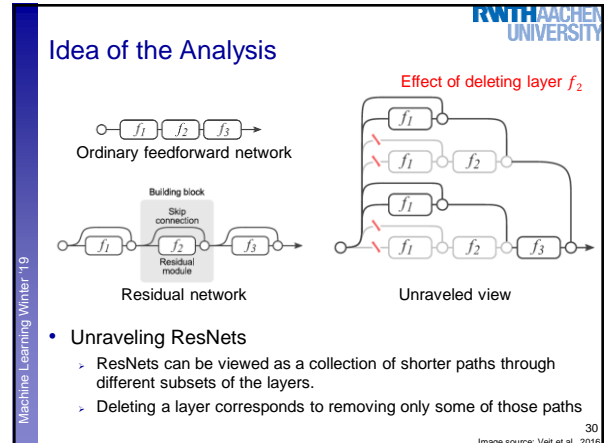 RWTH AACHEN
UNIVERSITY
Idea of the Analysis
Effect of deleting layer f₂
f₁ f₂ f₃
Ordinary feedforward network
Building block
Skip
connection
f₁ f₂ f₃
Residual
module
Residual network
f₁
f₁ f₂
f₁
f₁ f₂ f₃
Unraveled view
Machine Learning Winter '19
• Unraveling ResNets
➢ ResNets can be viewed as a collection of shorter paths through
different subsets of the layers.
➢ Deleting a layer corresponds to removing only some of those paths
30
Image source: Veit et al., 2016